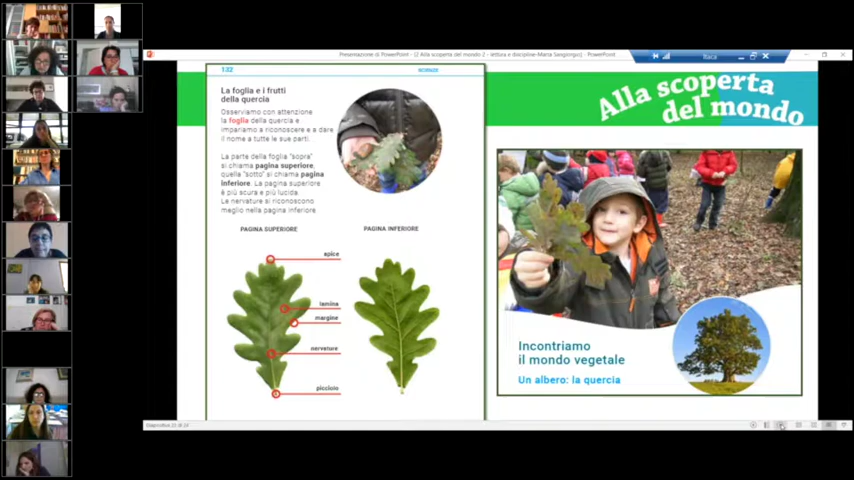 Presentazione di PowerPoint - (2 Alla scoperta del mondo 2 - lettura e discipline-Marta Sangiorgio) - PowerPoint
132
SCIENZE
La foglia e i frutti
della quercia
Osserviamo con attenzione
la foglia della quercia e
impariamo a riconoscere e a dare
il nome a tutte le sue parti.
La parte della foglia "sopra"
si chiama pagina superiore,
quella "sotto" si chiama pagina
inferiore. La pagina superiore
è più scura e più lucida.
Le nervature si riconoscono
meglio nella pagina inferiore
PAGINA SUPERIORE
PAGINA INFERIORE
apice
lamina
margine
nervature
picciolo
Alla scoperta
del mondo
Incontriamo
il mondo vegetale
Un albero: la quercia